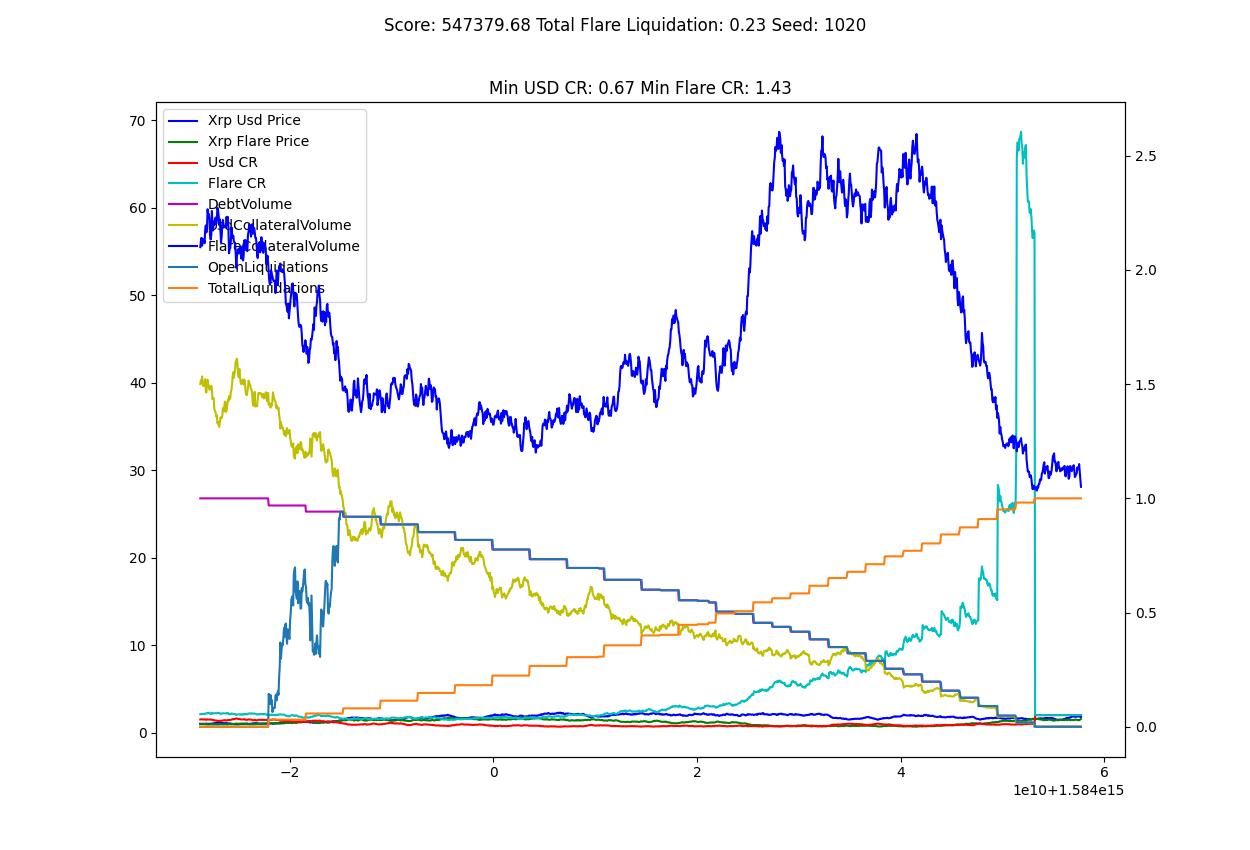 Score: 547379.68 Total Flare Liquidation: 0.23 Seed: 1020
Min USD CR: 0.67 Min Flare CR: 1.43
Xrp Usd Price
Xrp Flare Price
Usd CR
Flare CR
DebtVolume
UsdCollateralVolume
FlareCollateralVolume
OpenLiquidations
TotalLiquidations
70
60
50
40
30
20
10
0
2.5
2.0
1.5
1.0
0.5
0.0
−2
0
2
4
6
1e10+1.584e15